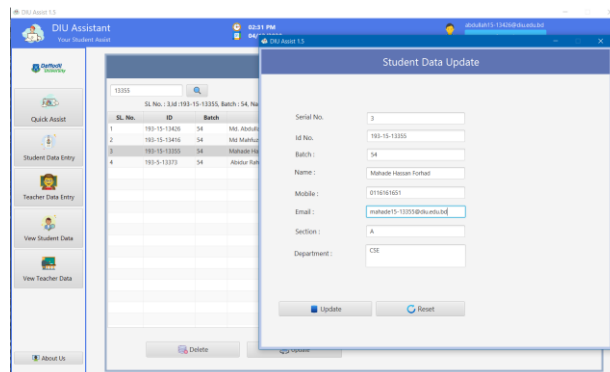 DIU Assist 1.5
DIU Assistant
Your Student Assist
02:31 PM
abdullah15-13426@diu.edu.bd
Daffodil
Quick Assist
Student Data Entry
Teacher Data Entry
Vew Student Data
Vew Teacher Data
About Us
13355
SL No. : 3,Id :193-15-13355, Batch : 54, Na
SL. No. ID Batch
1 193-15-13426 54 Md. Abdulla
2 193-15-13416 54 Md Mahfuz
3 193-15-13355 54 Mahade Ha
4 193-5-13373 54 Abidur Rah
Delete
Update
DIU Assist 1.5
Student Data Update
Serial No. 3
Id No. 193-15-13355
Batch : 54
Name : Mahade Hassan Forhad
Mobile : 0116161651
Email : mahade15-13355@diu.edu.bd
Section : A
Department : CSE
Update
Reset